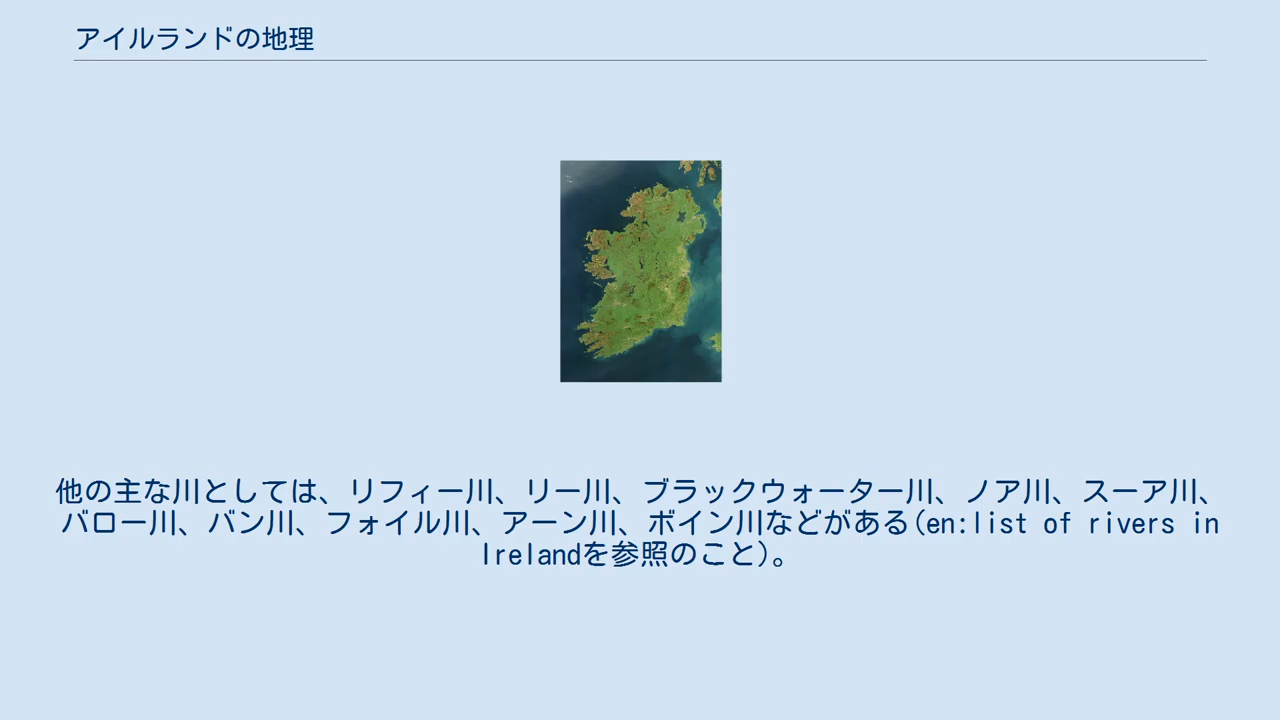 アイルランドの地理
他の主な川としては、リフィー川、リー川、ブラックウォーター川、ノア川、スーア川、
バロー川、バン川、フォイル川、アーン川、ボイン川などがある(en:list of rivers in
Irelandを参照のこと)。